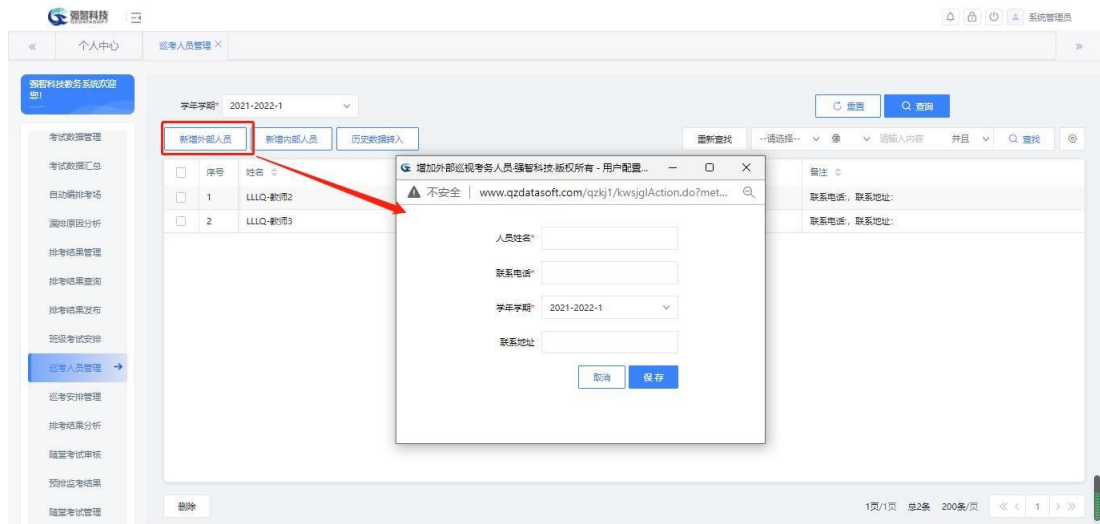 强智科技
QZDATASOFT
系统管理员
个人中心
巡考人员管理
强智科技教务系统欢迎
您!
学年学期* 2021-2022-1
重置
查询
考试数据管理
考试数据汇总
自动编排考场
漏排原因分析
排考结果管理
排考结果查询
排考结果发布
班级考试安排
巡考人员管理
巡考安排管理
排考结果分析
随堂考试审核
预排监考结果
随堂考试管理
新增外部人员 新增内部人员 历史数据转入
重新查找 --请选择-- 像 请输入内容 并且 查找
序号 姓名 备注
1 LLLQ-教师2 联系电话:, 联系地址:
2 LLLQ-教师3 联系电话:, 联系地址:
增加外部巡视考务人员-强智科技-版权所有 - 用户配置...
不安全 | www.qzdatasoft.com/qzkj1/kwsjglAction.do?met...
人员姓名*
联系电话*
学年学期* 2021-2022-1
联系地址
取消 保存
删除
1页/1页 总2条 200条/页 1